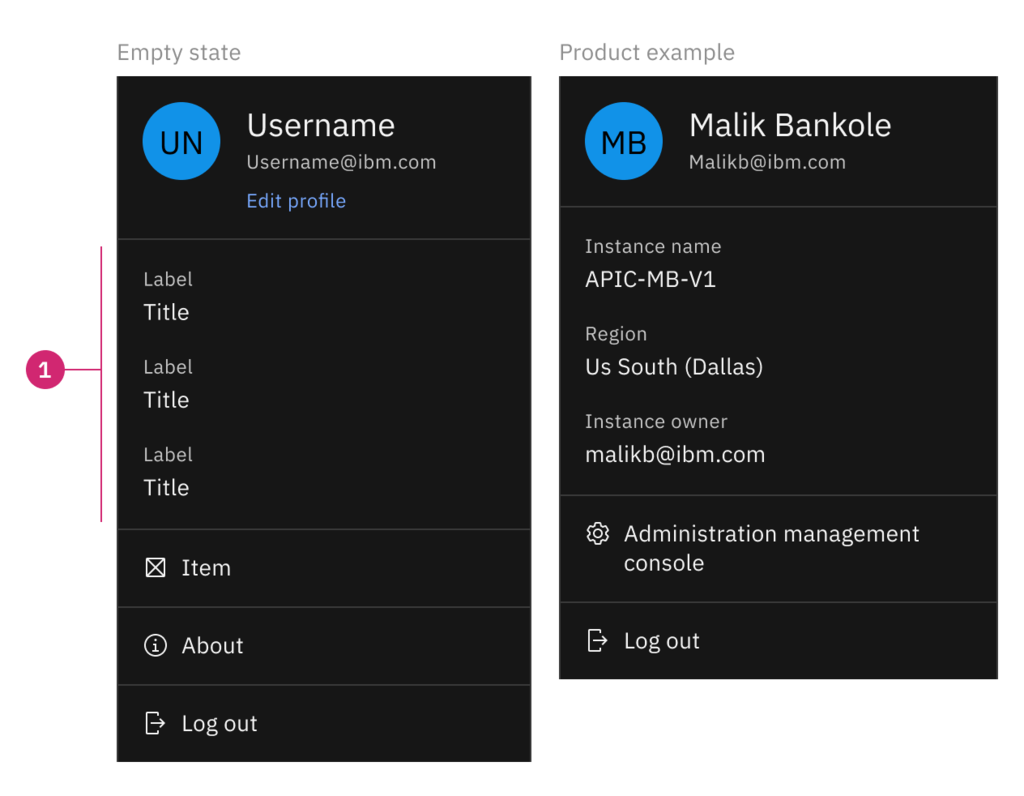 Empty state
UN
Username
Username@ibm.com
Edit profile
1
Label
Title
Label
Title
Label
Title
Item
About
Log out
Product example
MB
Malik Bankole
Malikb@ibm.com
Instance name
APIC-MB-V1
Region
Us South (Dallas)
Instance owner
malikb@ibm.com
Administration management
console
Log out